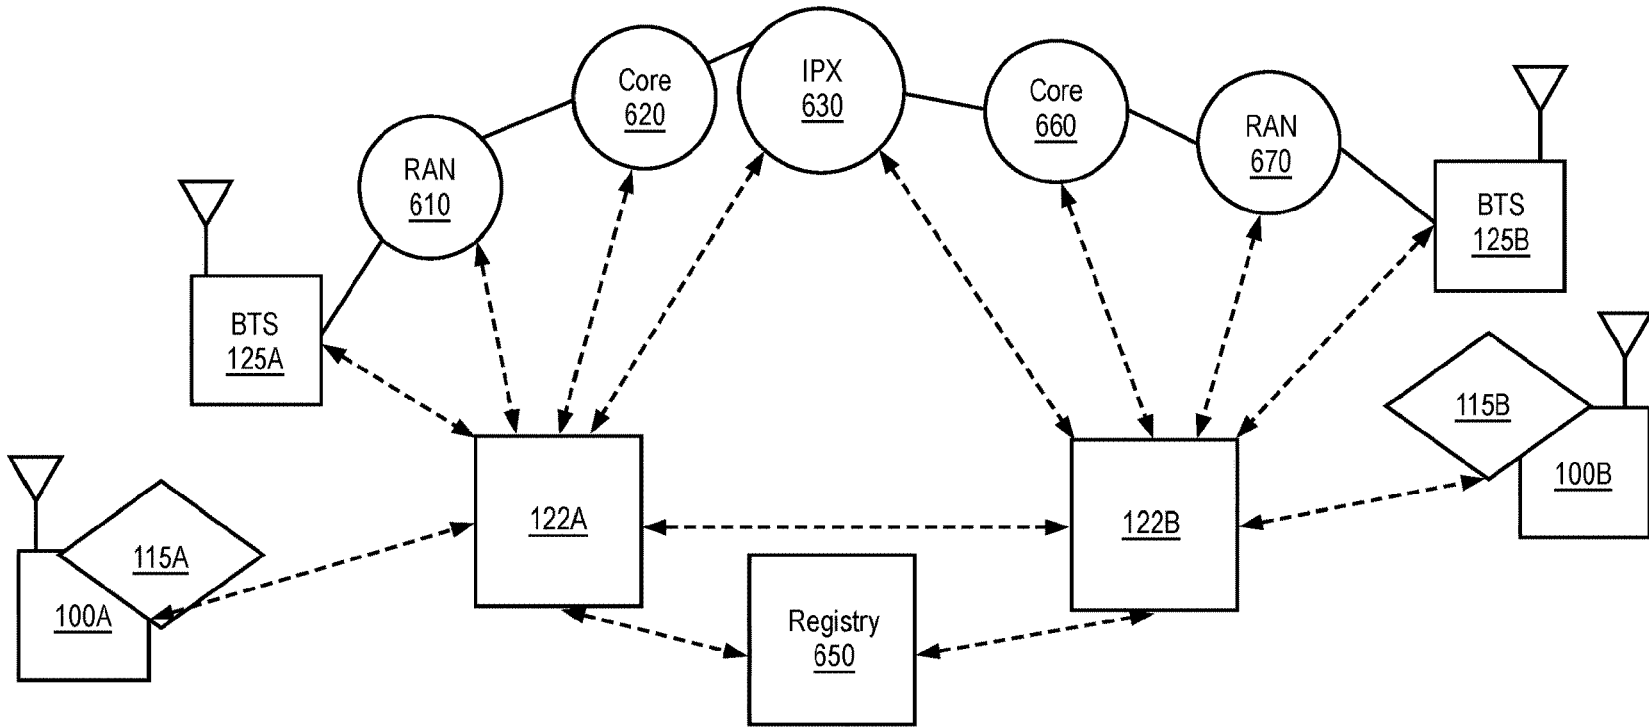 IPX
630
Core
620
Core
660
RAN
670
RAN
610
BTS
125B
BTS
125A
115B
100B
122A
122B
115A
100A
Registry
650